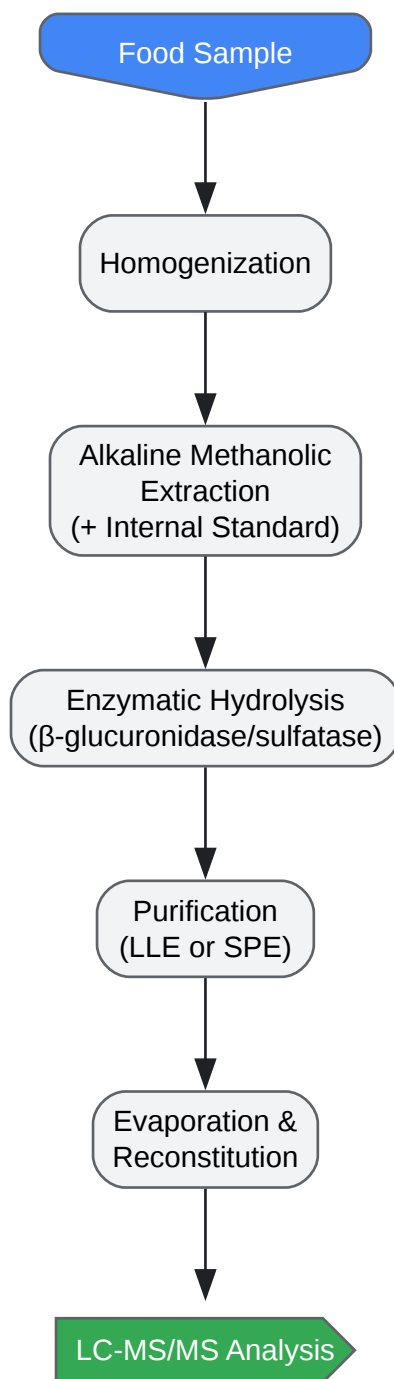 Food Sample
Homogenization
Alkaline Methanolic
Extraction
(+ Internal Standard)
Enzymatic Hydrolysis
(β-glucuronidase/sulfatase)
Purification
(LLE or SPE)
Evaporation &
Reconstitution
LC-MS/MS Analysis